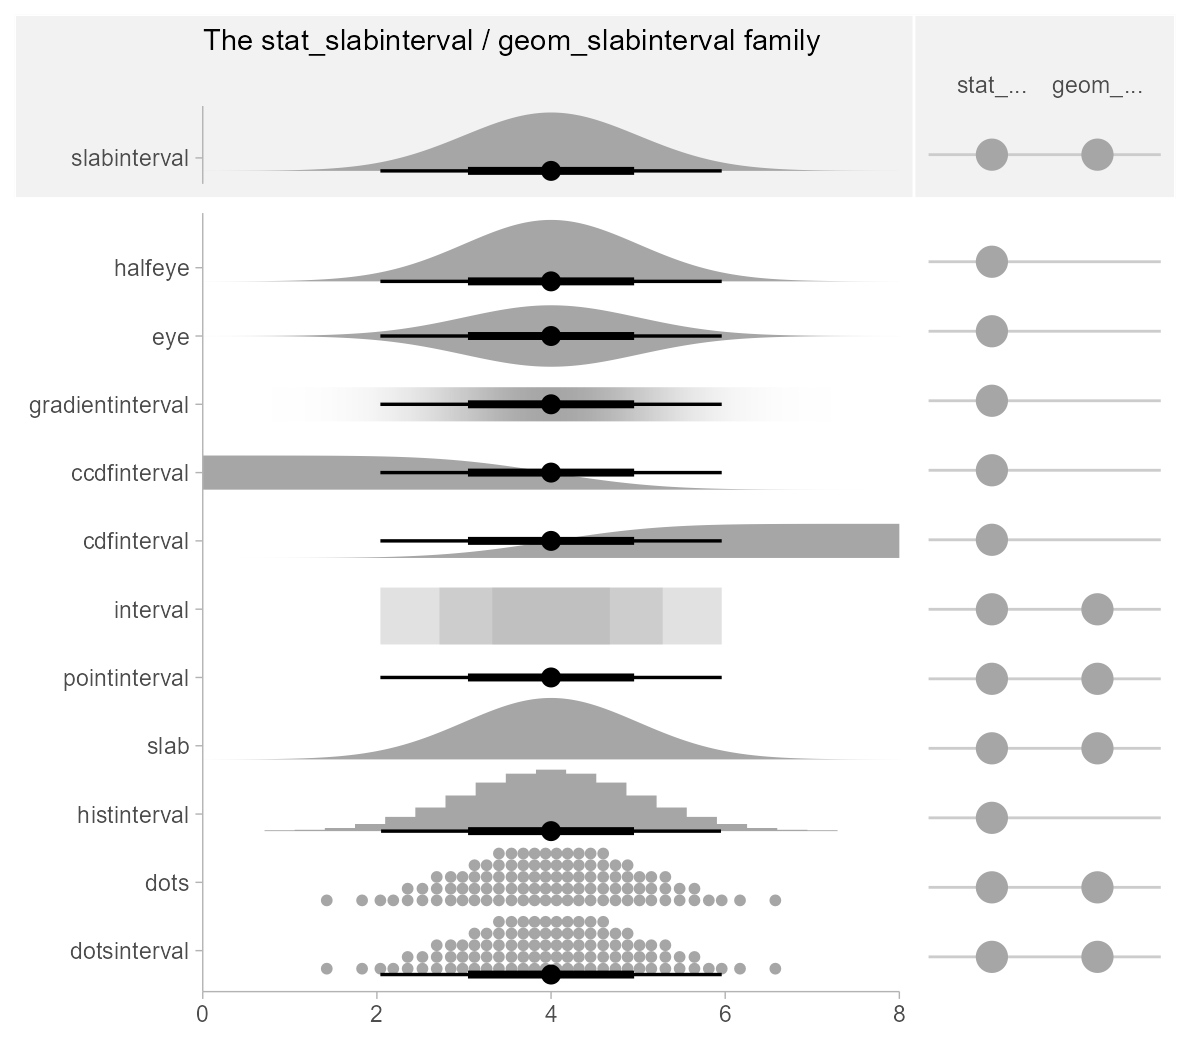 The stat_slabinterval / geom_slabinterval family
stat_... geom_...
slabinterval
halfeye
eye
gradientinterval
ccdfinterval
cdfinterval
interval
pointinterval
slab
histinterval
dots
dotsinterval
0 2 4 6 8